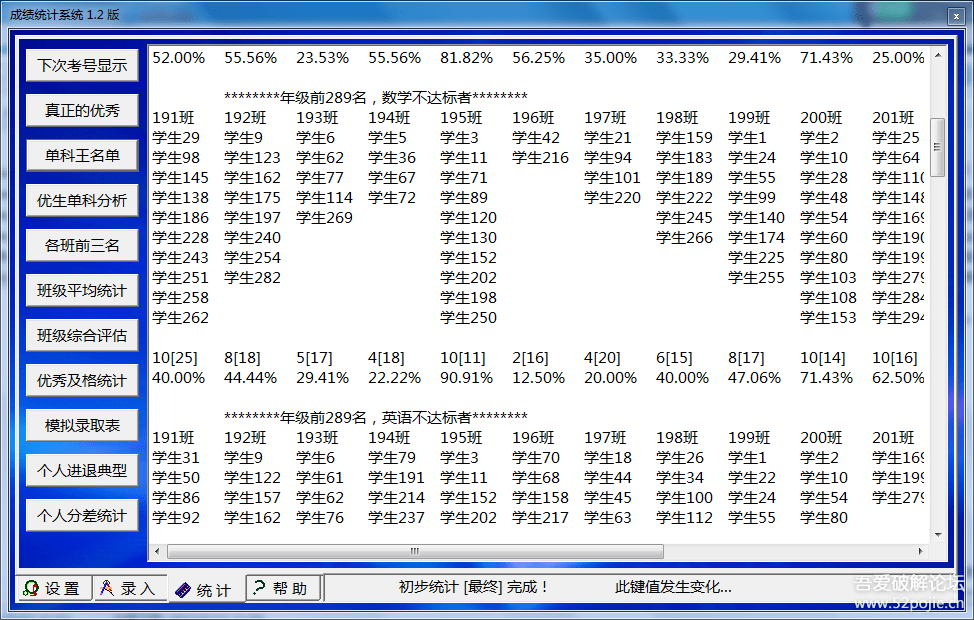 成绩统计系统 1.2 版
下次考号显示
真正的优秀
单科王名单
优生单科分析
各班前三名
班级平均统计
班级综合评估
优秀及格统计
模拟录取表
个人进退典型
个人分差统计
52.00% 55.56% 23.53% 55.56% 81.82% 56.25% 35.00% 33.33% 29.41% 71.43% 25.00%
********年级前289名，数学不达标者********
191班 192班 193班 194班 195班 196班 197班 198班 199班 200班 201班
学生29 学生9 学生6 学生5 学生3 学生42 学生21 学生159 学生1 学生2 学生25
学生98 学生123 学生62 学生36 学生11 学生216 学生94 学生183 学生24 学生10 学生64
学生145 学生162 学生77 学生67 学生71 学生101 学生189 学生55 学生28 学生110
学生138 学生175 学生114 学生72 学生89 学生220 学生222 学生99 学生48 学生148
学生186 学生197 学生269 学生120 学生245 学生140 学生54 学生169
学生228 学生240 学生130 学生266 学生174 学生60 学生190
学生243 学生254 学生152 学生225 学生80 学生199
学生251 学生282 学生202 学生255 学生103 学生279
学生258 学生198 学生108 学生284
学生262 学生250 学生153 学生294
10[25] 8[18] 5[17] 4[18] 10[11] 2[16] 4[20] 6[15] 8[17] 10[14] 10[16]
40.00% 44.44% 29.41% 22.22% 90.91% 12.50% 20.00% 40.00% 47.06% 71.43% 62.50%
********年级前289名，英语不达标者********
191班 192班 193班 194班 195班 196班 197班 198班 199班 200班 201班
学生31 学生9 学生6 学生79 学生3 学生70 学生18 学生26 学生1 学生2 学生169
学生50 学生122 学生61 学生191 学生11 学生68 学生44 学生34 学生22 学生10 学生199
学生86 学生157 学生62 学生214 学生152 学生158 学生45 学生100 学生24 学生54 学生279
学生92 学生162 学生76 学生237 学生202 学生217 学生63 学生112 学生55 学生80
设 置 录 入 统 计 帮 助 初步统计 [最终] 完成！ 此键值发生变化...
吾爱破解论坛
www.52pojie.cn